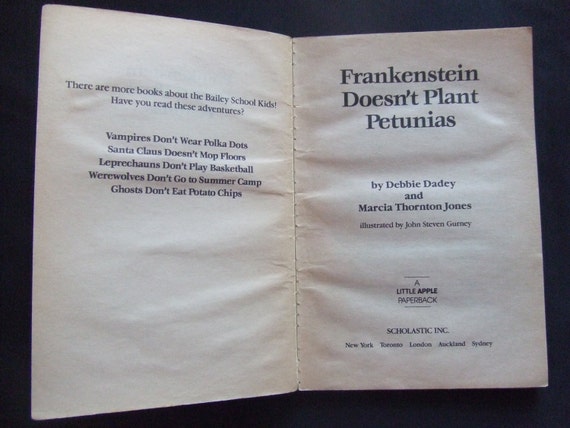 There are more books about the Bailey School Kids!
Have you read these adventures?
Vampires Don't Wear Polka Dots
Santa Claus Doesn't Mop Floors
Leprechauns Don't Play Basketball
Werewolves Don't Go to Summer Camp
Ghosts Don't Eat Potato Chips
Frankenstein
Doesn't Plant
Petunias
by Debbie Dadey
and
Marcia Thornton Jones
illustrated by John Steven Gurney
A
LITTLE APPLE
PAPERBACK
SCHOLASTIC INC.
New York Toronto London Auckland Sydney